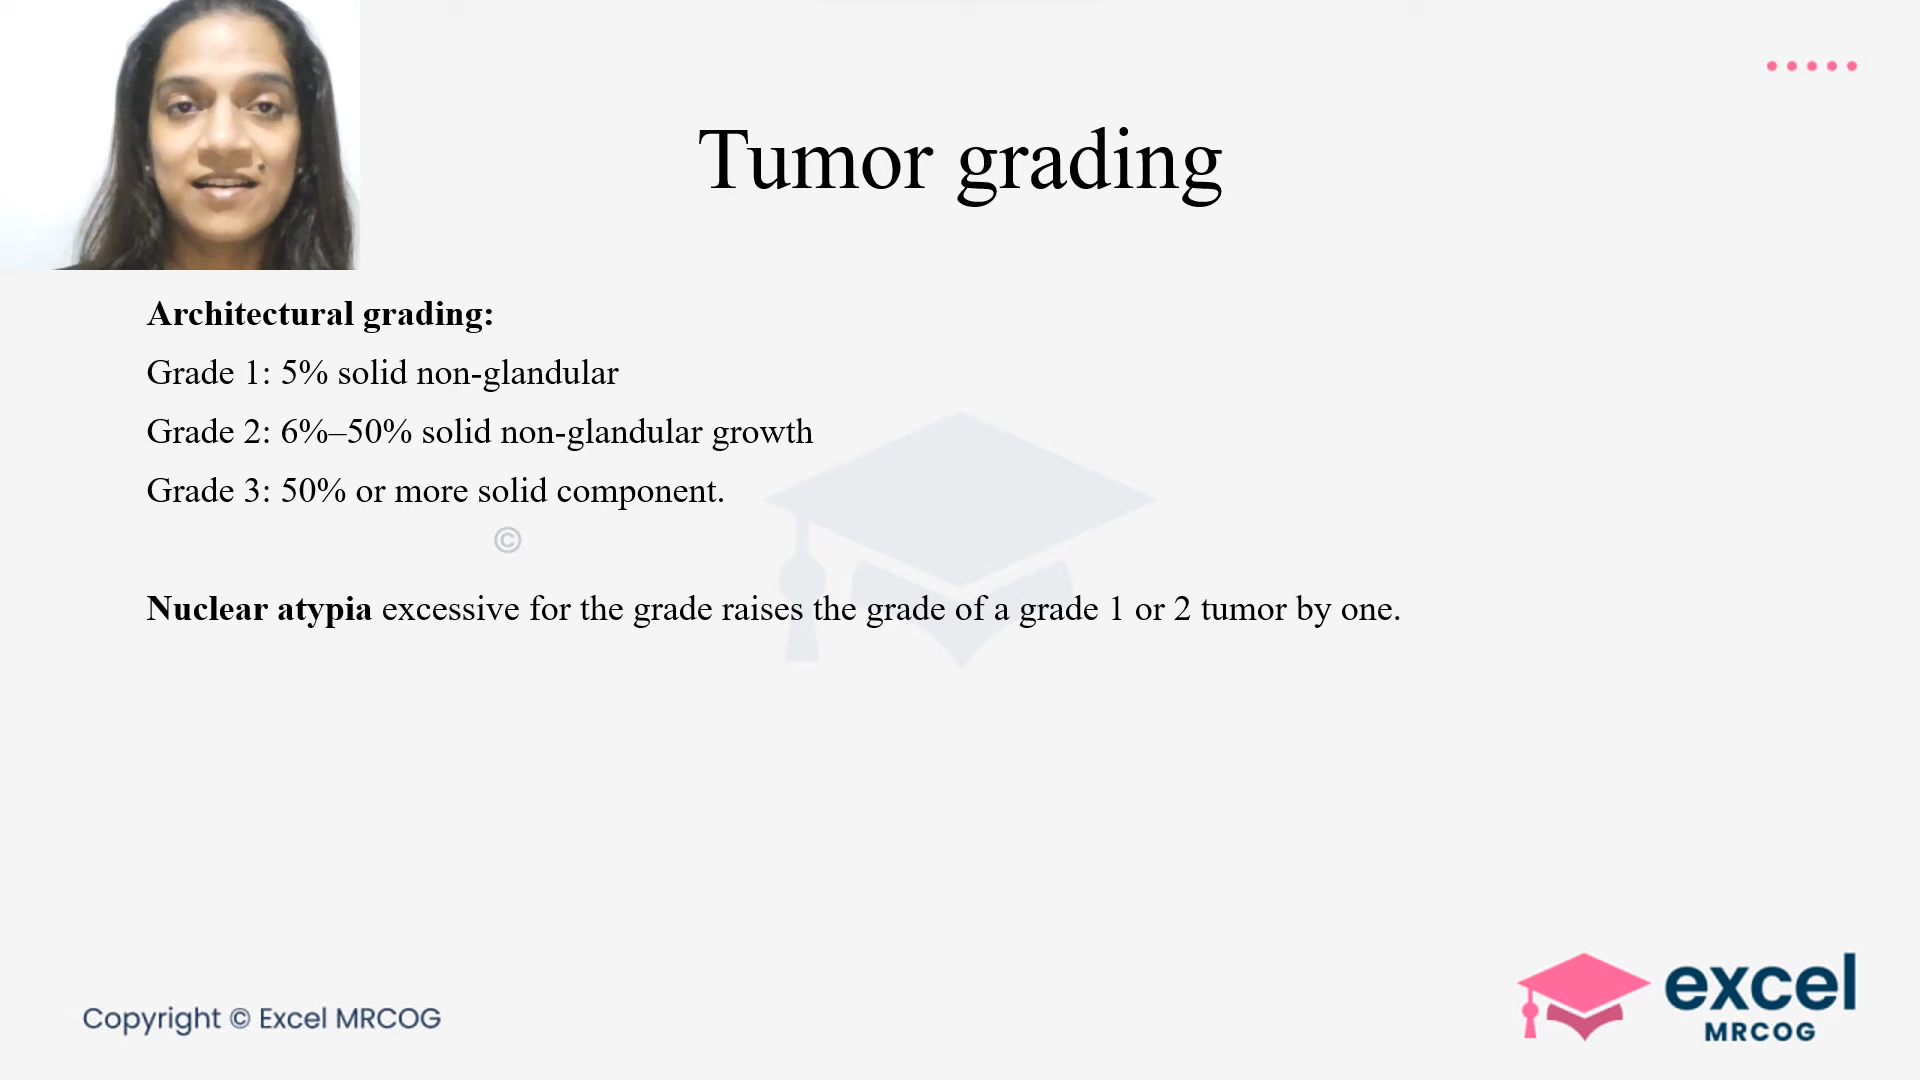 Tumor grading
Architectural grading:
Grade 1: 5% solid non-glandular
Grade 2: 6%–50% solid non-glandular growth
Grade 3: 50% or more solid component.
©
Nuclear atypia excessive for the grade raises the grade of a grade 1 or 2 tumor by one.
Copyright © Excel MRCOG
excel
MRCOG